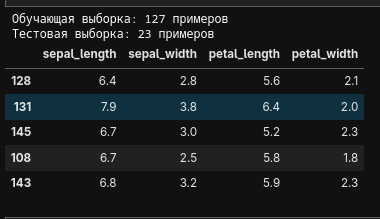 Обучающая выборка: 127 примеров
Тестовая выборка: 23 примеров
sepal_length sepal_width petal_length petal_width
128 6.4 2.8 5.6 2.1
131 7.9 3.8 6.4 2.0
145 6.7 3.0 5.2 2.3
108 6.7 2.5 5.8 1.8
143 6.8 3.2 5.9 2.3